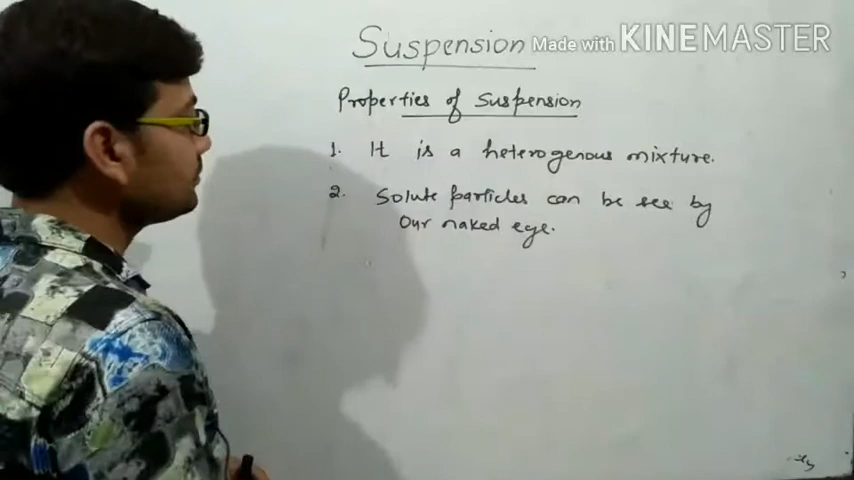 Suspension
Made with KINEMASTER
Properties of Suspension
1. It is a heterogenous mixture.
2. Solute particles can be see by
Our naked eye.